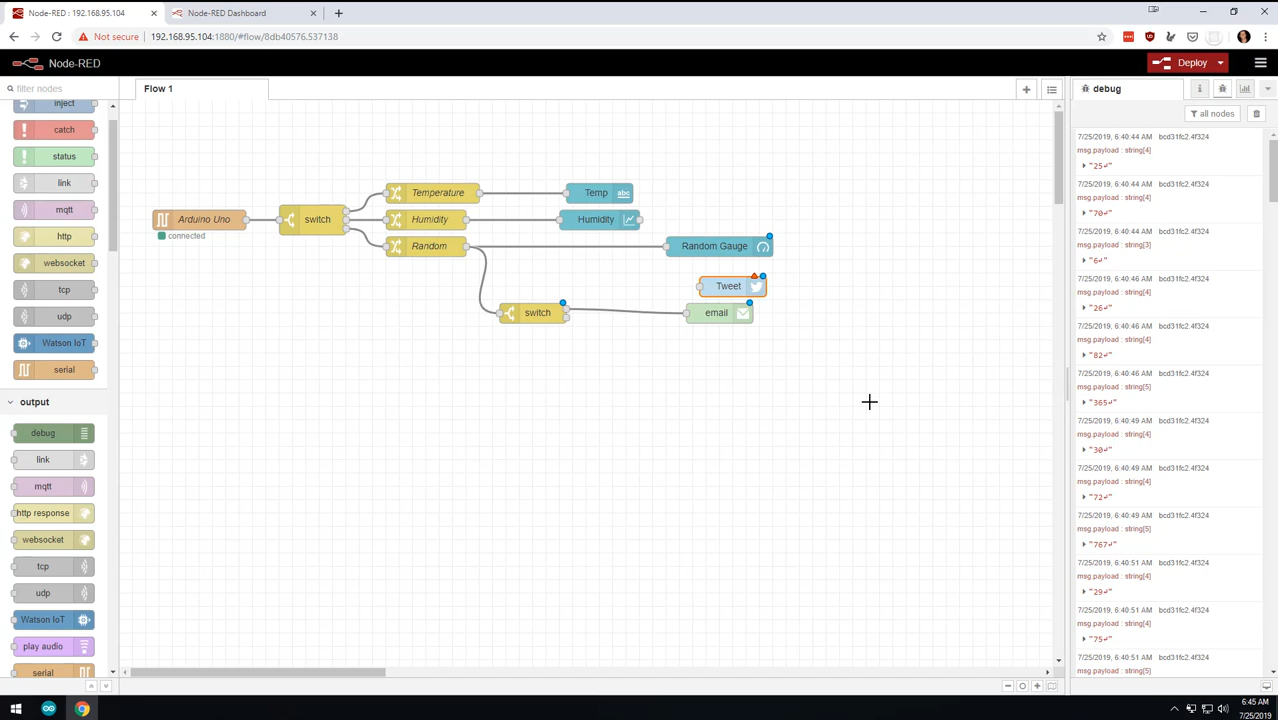 Node-RED : 192.168.95.104
Node-RED Dashboard
Not secure
192.168.95.104:1880/#flow/8db40576.537138
Node-RED
Deploy
filter nodes
Flow 1
debug
inject
catch
status
link
mqtt
http
websocket
tcp
udp
Watson IoT
serial
output
debug
link
mqtt
http response
websocket
tcp
udp
Watson IoT
play audio
serial
Arduino Uno
connected
switch
Temperature
Humidity
Random
Temp
abc
Humidity
Random Gauge
Tweet
switch
email
all nodes
7/25/2019, 6:40:44 AM bcd31fc2.4f324
msg.payload : string[4]
"25↵"
7/25/2019, 6:40:44 AM bcd31fc2.4f324
msg.payload : string[4]
"70↵"
7/25/2019, 6:40:44 AM bcd31fc2.4f324
msg.payload : string[3]
"6↵"
7/25/2019, 6:40:46 AM bcd31fc2.4f324
msg.payload : string[4]
"26↵"
7/25/2019, 6:40:46 AM bcd31fc2.4f324
msg.payload : string[4]
"82↵"
7/25/2019, 6:40:46 AM bcd31fc2.4f324
msg.payload : string[5]
"365↵"
7/25/2019, 6:40:49 AM bcd31fc2.4f324
msg.payload : string[4]
"30↵"
7/25/2019, 6:40:49 AM bcd31fc2.4f324
msg.payload : string[4]
"72↵"
7/25/2019, 6:40:49 AM bcd31fc2.4f324
msg.payload : string[5]
"767↵"
7/25/2019, 6:40:51 AM bcd31fc2.4f324
msg.payload : string[4]
"29↵"
7/25/2019, 6:40:51 AM bcd31fc2.4f324
msg.payload : string[4]
"75↵"
7/25/2019, 6:40:51 AM bcd31fc2.4f324
msg.payload : string[5]
6:45 AM
7/25/2019